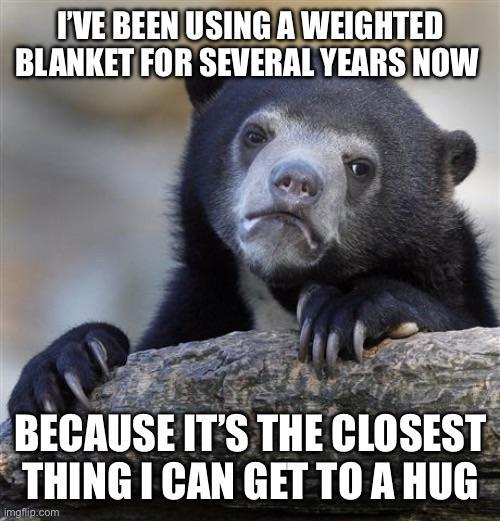 I'VE BEEN USING A WEIGHTED
BLANKET FOR SEVERAL YEARS NOW
BECAUSE IT'S THE CLOSEST
THING I CAN GET TO A HUG
imgflip.com